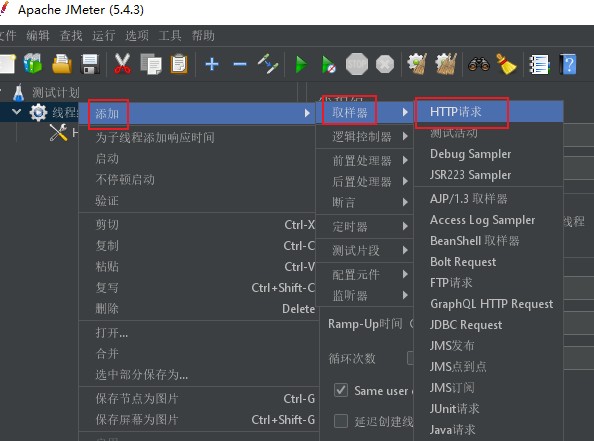 Apache JMeter (5.4.3)
文件 编辑 查找 运行 选项 工具 帮助
测试计划
线程
H
添加
为子线程添加响应时间
启动
不停顿启动
验证
剪切 Ctrl-X
复制 Ctrl-C
粘贴 Ctrl-V
复写 Ctrl+Shift-C
删除 Delete
打开...
合并
选中部分保存为...
保存节点为图片 Ctrl-G
保存屏幕为图片 Ctrl+Shift-G
取样器
逻辑控制器
前置处理器
后置处理器
断言
定时器
测试片段
配置元件
监听器
Ramp-Up时间
循环次数
Same user
延迟创建线
HTTP请求
测试活动
Debug Sampler
JSR223 Sampler
AJP/1.3 取样器
Access Log Sampler
BeanShell 取样器
Bolt Request
FTP请求
GraphQL HTTP Request
JDBC Request
JMS发布
JMS点到点
JMS订阅
JUnit请求
Java请求
线程